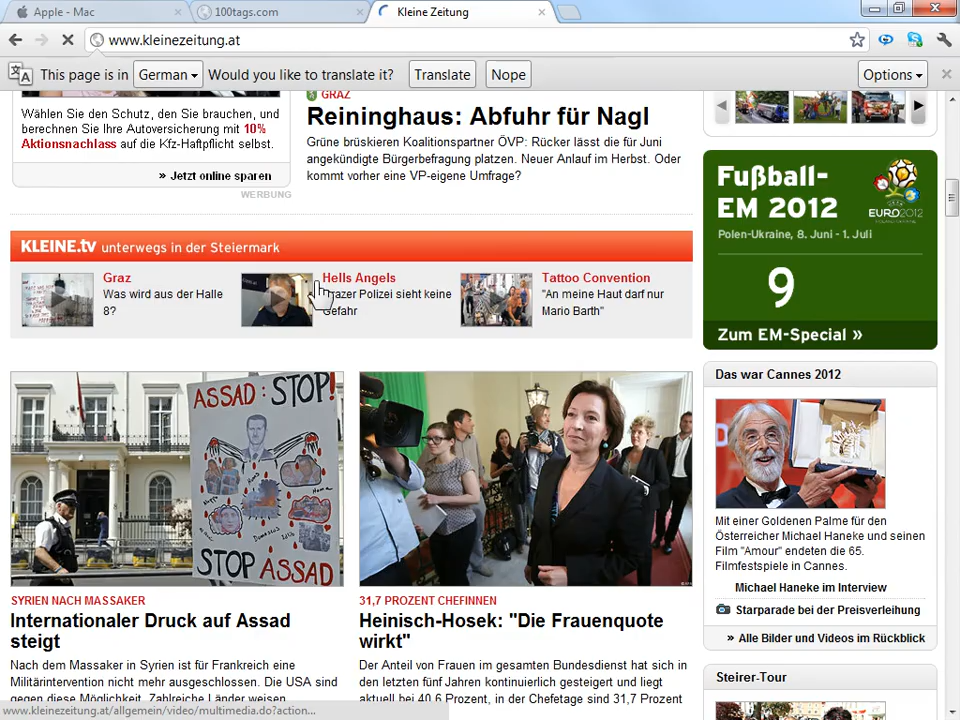 Apple - Mac
100tags.com
Kleine Zeitung
www.kleinezeitung.at
This page is in German Would you like to translate it? Translate Nope Options
Wählen Sie den Schutz, den Sie brauchen, und
berechnen Sie Ihre Autoversicherung mit 10%
Aktionsnachlass auf die Kfz-Haftpflicht selbst.
» Jetzt online sparen
WERBUNG
GRAZ
Reininghaus: Abfuhr für Nagl
Grüne brüskieren Koalitionspartner ÖVP: Rücker lässt die für Juni
angekündigte Bürgerbefragung platzen. Neuer Anlauf im Herbst. Oder
kommt vorher eine VP-eigene Umfrage?
KLEINE.tv unterwegs in der Steiermark
Graz
Was wird aus der Halle
8?
Hells Angels
Grazer Polizei sieht keine
Gefahr
Tattoo Convention
"An meine Haut darf nur
Mario Barth"
ASSAD: STOP!
STOP ASSAD
SYRIEN NACH MASSAKER
Internationaler Druck auf Assad
steigt
Nach dem Massaker in Syrien ist für Frankreich eine
Militärintervention nicht mehr ausgeschlossen. Die USA sind
gegen diese Möglichkeit. Zahlreiche Länder weisen
31,7 PROZENT CHEFINNEN
Heinisch-Hosek: "Die Frauenquote
wirkt"
Der Anteil von Frauen im gesamten Bundesdienst hat sich in
den letzten fünf Jahren kontinuierlich gesteigert und liegt
aktuell bei 40,6 Prozent, in der Chefetage sind 31,7 Prozent
Fußball-
EM 2012
EURO2012
Polen-Ukraine, 8. Juni - 1. Juli
9
Zum EM-Special »
Das war Cannes 2012
Mit einer Goldenen Palme für den
Österreicher Michael Haneke und seinen
Film "Amour" endeten die 65.
Filmfestspiele in Cannes.
Michael Haneke im Interview
Starparade bei der Preisverleihung
» Alle Bilder und Videos im Rückblick
Steirer-Tour
www.kleinezeitung.at/allgemein/video/multimedia.do?action...